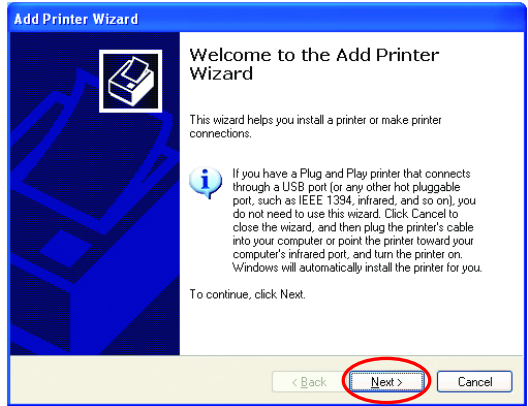 Add Printer Wizard
Welcome to the Add Printer
Wizard
This wizard helps you install a printer or make printer
connections.
If you have a Plug and Play printer that connects
through a USB port (or any other hot pluggable
port, such as IEEE 1394, infrared, and so on), you
do not need to use this wizard. Click Cancel to
close the wizard, and then plug the printer's cable
into your computer or point the printer toward your
computer's infrared port, and turn the printer on.
Windows will automatically install the printer for you.
To continue, click Next.
< Back
Next >
Cancel